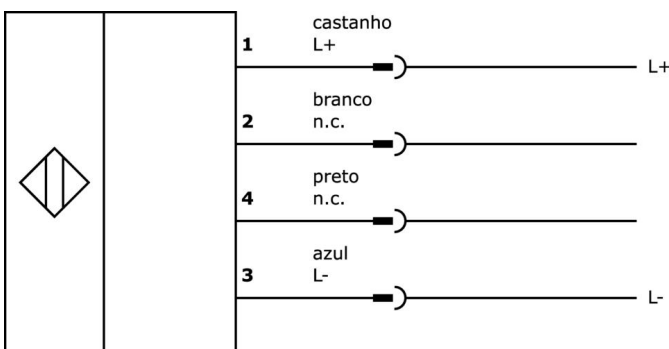 castanho
1 L+
L+
branco
2 n.c.
preto
4 n.c.
azul
3 L-
L-